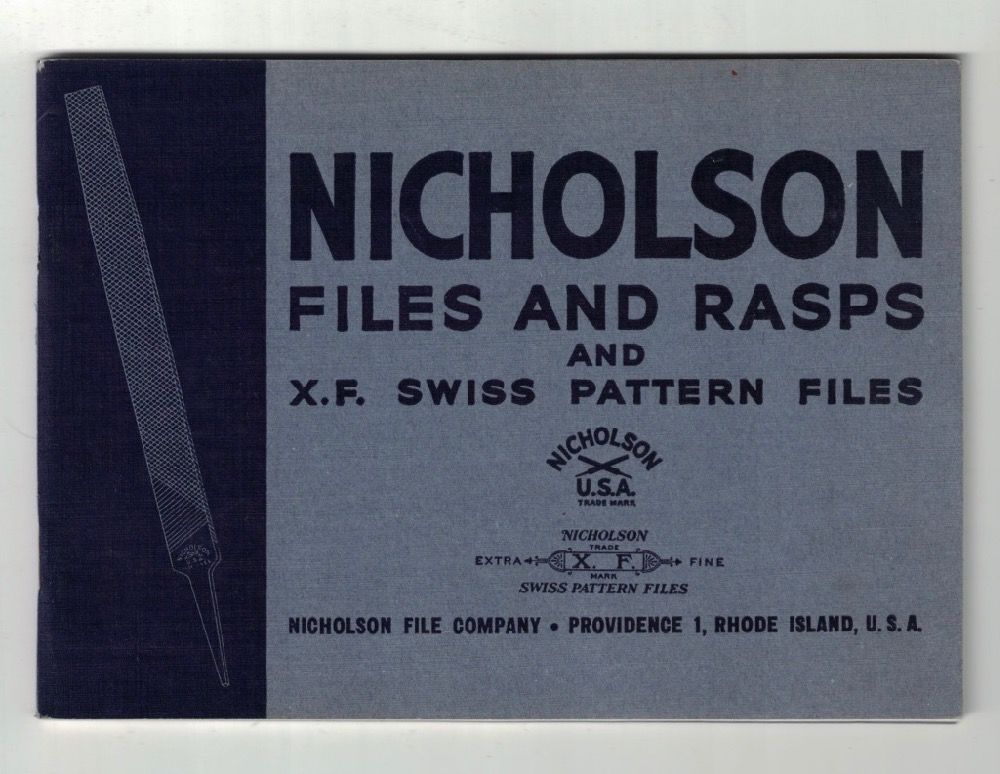 NICHOLSON
FILES AND RASPS
AND
X.F. SWISS PATTERN FILES
NICHOLSON
U.S.A.
TRADE MARK
NICHOLSON
TRADE
EXTRA X. F. FINE
MARK
SWISS PATTERN FILES
NICHOLSON FILE COMPANY • PROVIDENCE 1, RHODE ISLAND, U. S. A.
NICHOLSON
U S A